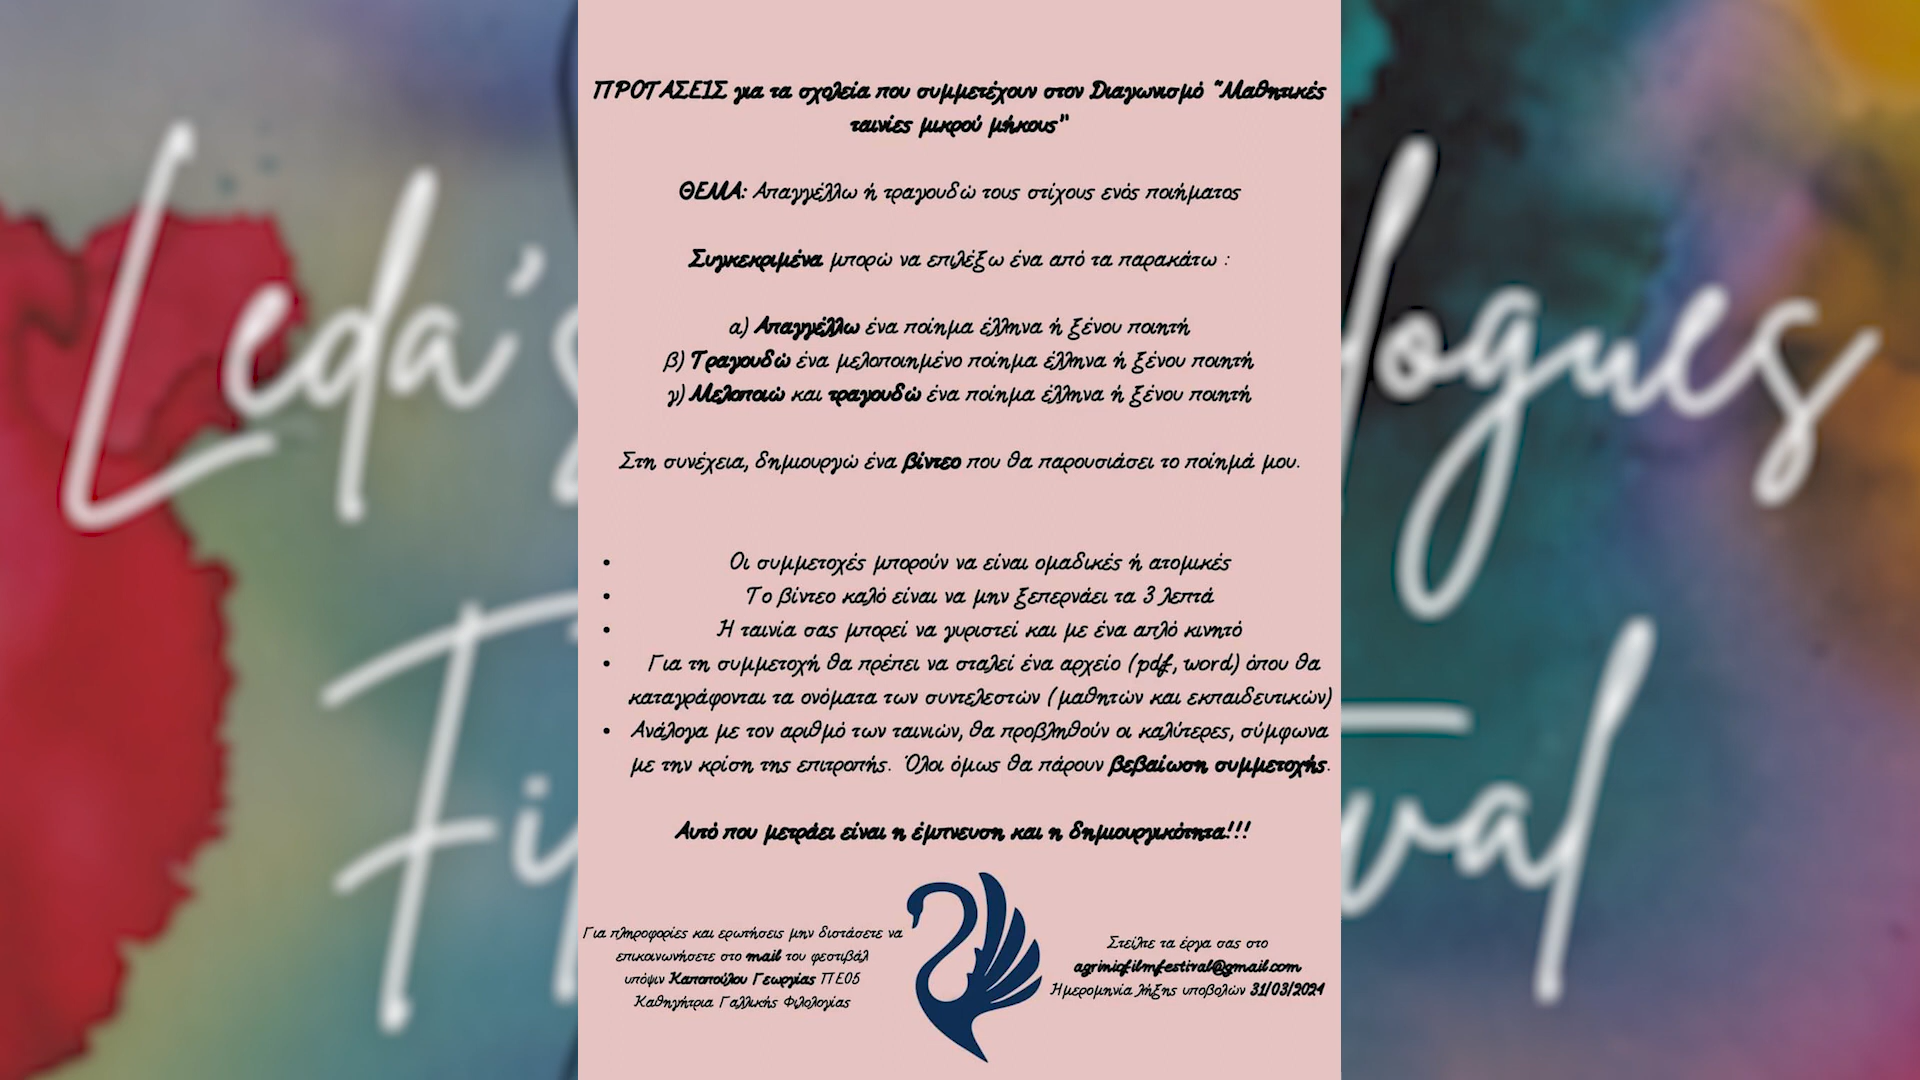 ΠΡΟΤΑΣΕΙΣ για τα σχολεία που συμμετέχουν στον Διαγωνισμό "Μαθητικές
ταινίες μικρού μήκους"
ΘΕΜΑ: Απαγγέλλω ή τραγουδώ τους στίχους ενός ποιήματος
Συγκεκριμένα μπορώ να επιλέξω ένα από τα παρακάτω :
α) Απαγγέλλω ένα ποίημα έλληνα ή ξένου ποιητή
β) Τραγουδώ ένα μελοποιημένο ποίημα έλληνα ή ξένου ποιητή
γ) Μελοποιώ και τραγουδώ ένα ποίημα έλληνα ή ξένου ποιητή
Στη συνέχεια, δημιουργώ ένα βίντεο που θα παρουσιάσει το ποίημά μου.
• Οι συμμετοχές μπορούν να είναι ομαδικές ή ατομικές
• Το βίντεο καλό είναι να μην ξεπερνάει τα 3 λεπτά
• Η ταινία σας μπορεί να γυριστεί και με ένα απλό κινητό
• Για τη συμμετοχή θα πρέπει να σταλεί ένα αρχείο (pdf, word) όπου θα
καταγράφονται τα ονόματα των συντελεστών (μαθητών και εκπαιδευτικών)
• Ανάλογα με τον αριθμό των ταινιών, θα προβληθούν οι καλύτερες, σύμφωνα
με την κρίση της επιτροπής. Όλοι όμως θα πάρουν βεβαίωση συμμετοχής.
Αυτό που μετράει είναι η έμπνευση και η δημιουργικότητα!!!
Για πληροφορίες και ερωτήσεις μην διστάσετε να
επικοινωνήσετε στο mail του φεστιβάλ
υπόψιν Καποπούλου Γεωργίας ΠΕ05
Καθηγήτρια Γαλλικής Φιλολογίας
Στείλτε τα έργα σας στο
agriniofilmfestival@gmail.com
Ημερομηνία λήξης υποβολών 31/03/2024
Leda's
logues
Fi
val